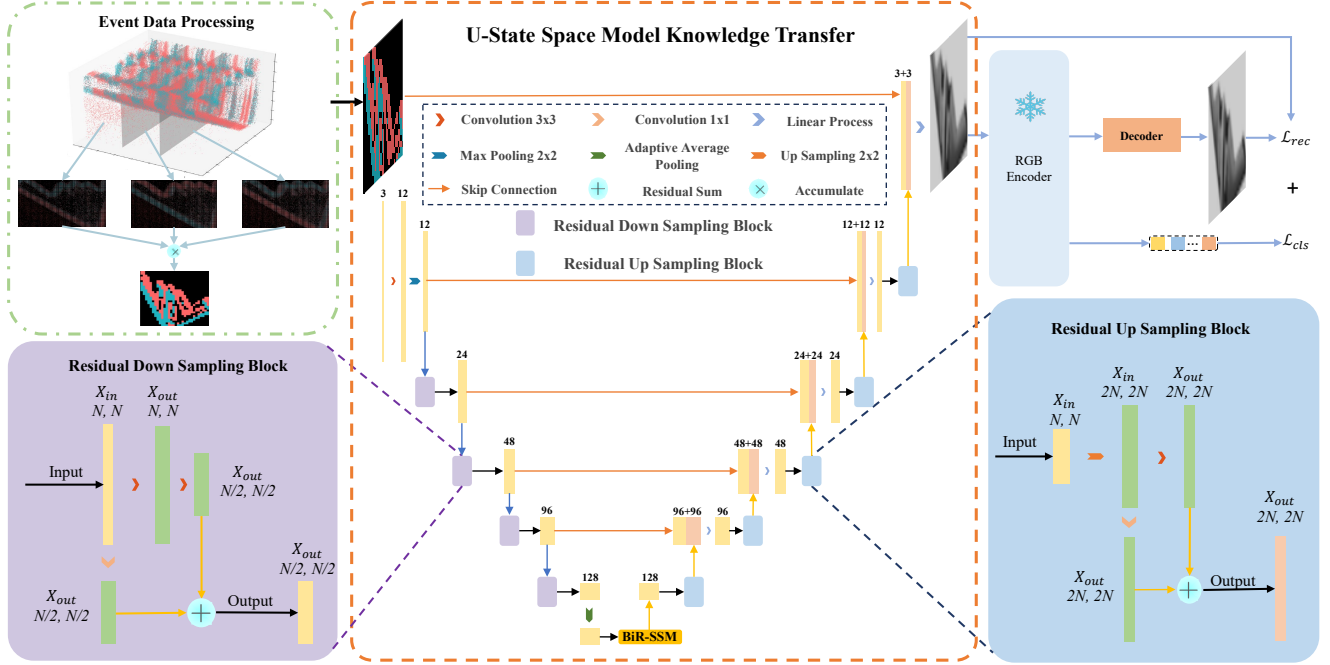 Event Data Processing
U-State Space Model Knowledge Transfer
3+3
Convolution 3x3
Convolution 1x1
Linear Process
Max Pooling 2x2
Adaptive Average
Pooling
Up Sampling 2x2
Skip Connection
Residual Sum
Accumulate
Residual Down Sampling Block
Residual Up Sampling Block
3 12
12
12+12 12
24
24+24 24
48
48+48 48
96
96+96 96
128
128
BiR-SSM
RGB
Encoder
Decoder
ℒrec
+
ℒcls
Residual Down Sampling Block
Xin
N, N
Xout
N, N
Input
Xout
N/2, N/2
Xout
N/2, N/2
Xout
N/2, N/2
Output
Residual Up Sampling Block
Xin
N, N
Xin
2N, 2N
Xout
2N, 2N
Input
Xout
2N, 2N
Xout
2N, 2N
Output